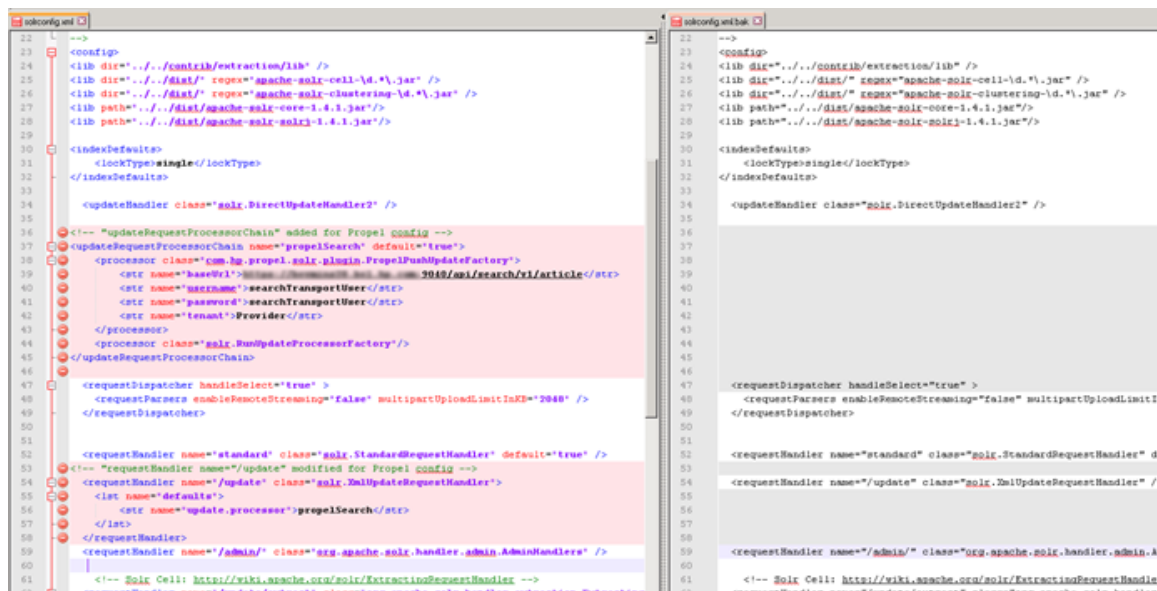 solrconfig.xml
22 -->
23 <config>
24 <lib dir="../../contrib/extraction/lib" />
25 <lib dir="../../dist/" regex="apache-solr-cell-\d.*\.jar" />
26 <lib dir="../../dist/" regex="apache-solr-clustering-\d.*\.jar" />
27 <lib path="../../dist/apache-solr-core-1.4.1.jar"/>
28 <lib path="../../dist/apache-solr-solrj-1.4.1.jar"/>
29
30 <indexDefaults>
31 <lockType>single</lockType>
32 </indexDefaults>
33
34 <updateHandler class="solr.DirectUpdateHandler2" />
35
36 <!-- "updateRequestProcessorChain" added for Propel config -->
37 <updateRequestProcessorChain name="propelSearch" default="true">
38 <processor class="com.hp.propel.solr.plugin.PropelPushUpdateFactory">
39 <str name="baseUrl"> 9040/api/search/v1/article</str>
40 <str name="username">searchTransportUser</str>
41 <str name="password">searchTransportUser</str>
42 <str name="tenant">Provider</str>
43 </processor>
44 <processor class="solr.RunUpdateProcessorFactory"/>
45 </updateRequestProcessorChain>
46
47 <requestDispatcher handleSelect="true" >
48 <requestParsers enableRemoteStreaming="false" multipartUploadLimitInKB="2048" />
49 </requestDispatcher>
50
51
52 <requestHandler name="standard" class="solr.StandardRequestHandler" default="true" />
53 <!-- "requestHandler name="/update" modified for Propel config -->
54 <requestHandler name="/update" class="solr.XmlUpdateRequestHandler">
55 <lst name="defaults">
56 <str name="update.processor">propelSearch</str>
57 </lst>
58 </requestHandler>
59 <requestHandler name="/admin/" class="org.apache.solr.handler.admin.AdminHandlers" />
60
61 <!-- Solr Cell: http://wiki.apache.org/solr/ExtractingRequestHandler -->
solrconfig.xml.bak
22 -->
23 <config>
24 <lib dir="../../contrib/extraction/lib" />
25 <lib dir="../../dist/" regex="apache-solr-cell-\d.*\.jar" />
26 <lib dir="../../dist/" regex="apache-solr-clustering-\d.*\.jar" />
27 <lib path="../../dist/apache-solr-core-1.4.1.jar"/>
28 <lib path="../../dist/apache-solr-solrj-1.4.1.jar"/>
29
30 <indexDefaults>
31 <lockType>single</lockType>
32 </indexDefaults>
33
34 <updateHandler class="solr.DirectUpdateHandler2" />
35
36
37
38
39
40
41
42
43
44
45
46
47 <requestDispatcher handleSelect="true" >
48 <requestParsers enableRemoteStreaming="false" multipartUploadLimitI
49 </requestDispatcher>
50
51
52 <requestHandler name="standard" class="solr.StandardRequestHandler" d
53
54 <requestHandler name="/update" class="solr.XmlUpdateRequestHandler" /
55
56
57
58
59 <requestHandler name="/admin/" class="org.apache.solr.handler.admin.A
60
61 <!-- Solr Cell: http://wiki.apache.org/solr/ExtractingRequestHandle